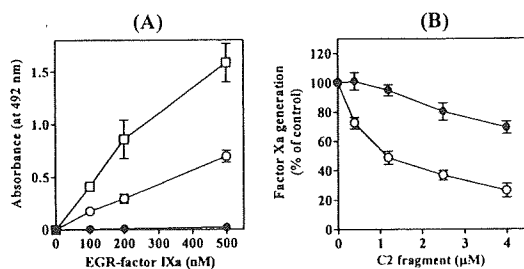 (A)
Absorbance (at 492 nm)
1.5
1.0
0.5
0
0 100 200 300 400 500
EGR-factor IXa (nM)
(B)
Factor Xa generation
(% of control)
120
100
80
60
40
20
0
0 1 2 3 4
C2 fragment (μM)